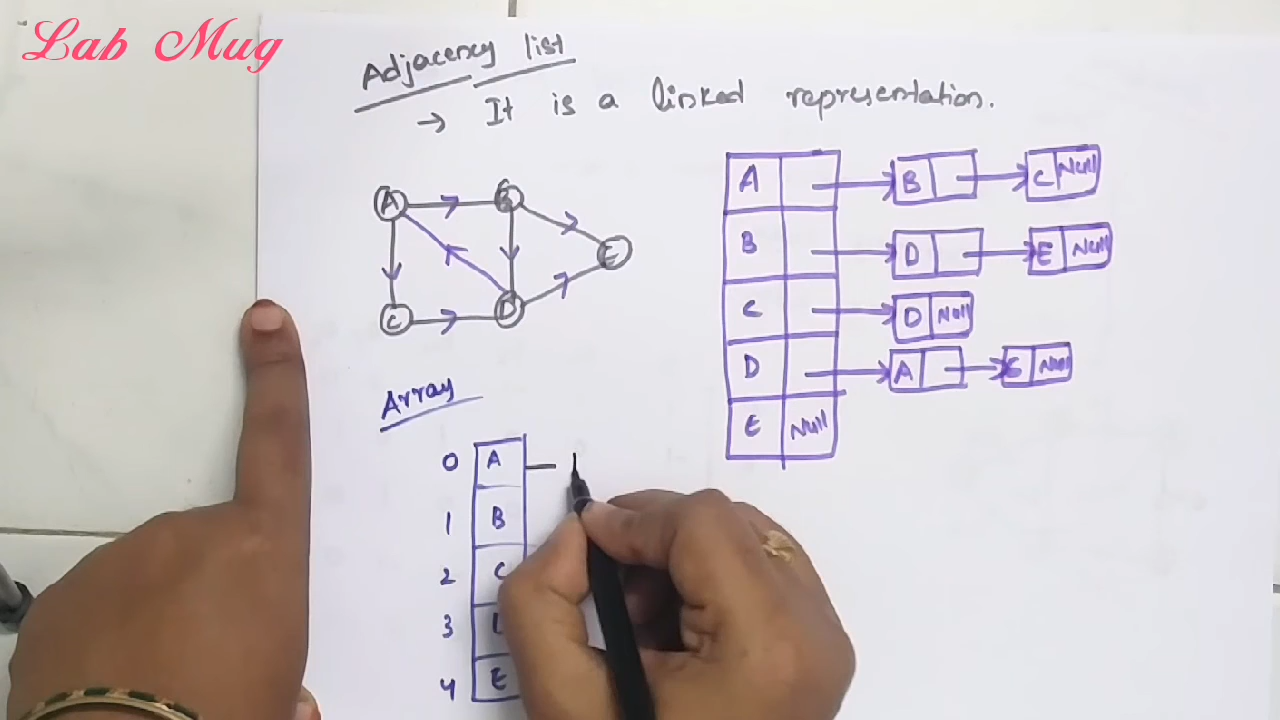 Lab Mug
Adjacency list
→ It is a linked representation.
A B C Null
B D E Null
C D Null
D A E Null
E Null
A B
E
C D
Array
0 A
1 B
2 C
3
4 E